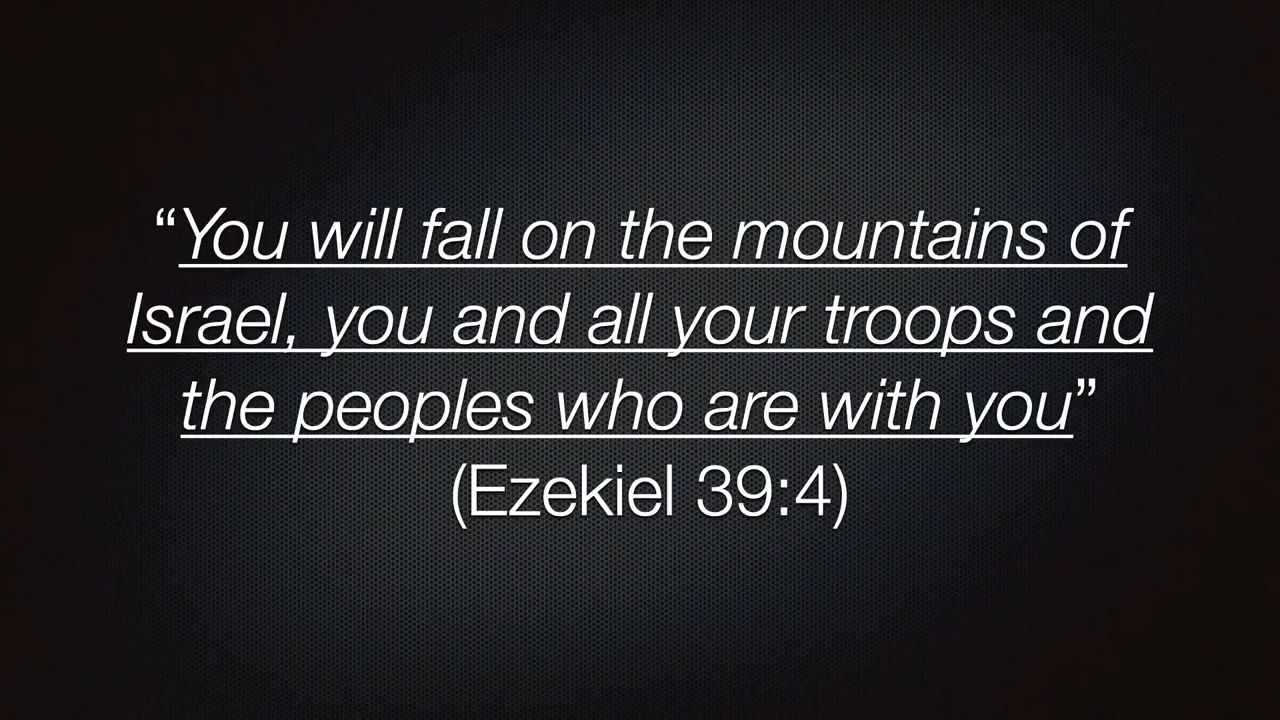 “You will fall on the mountains of
Israel, you and all your troops and
the peoples who are with you”
(Ezekiel 39:4)